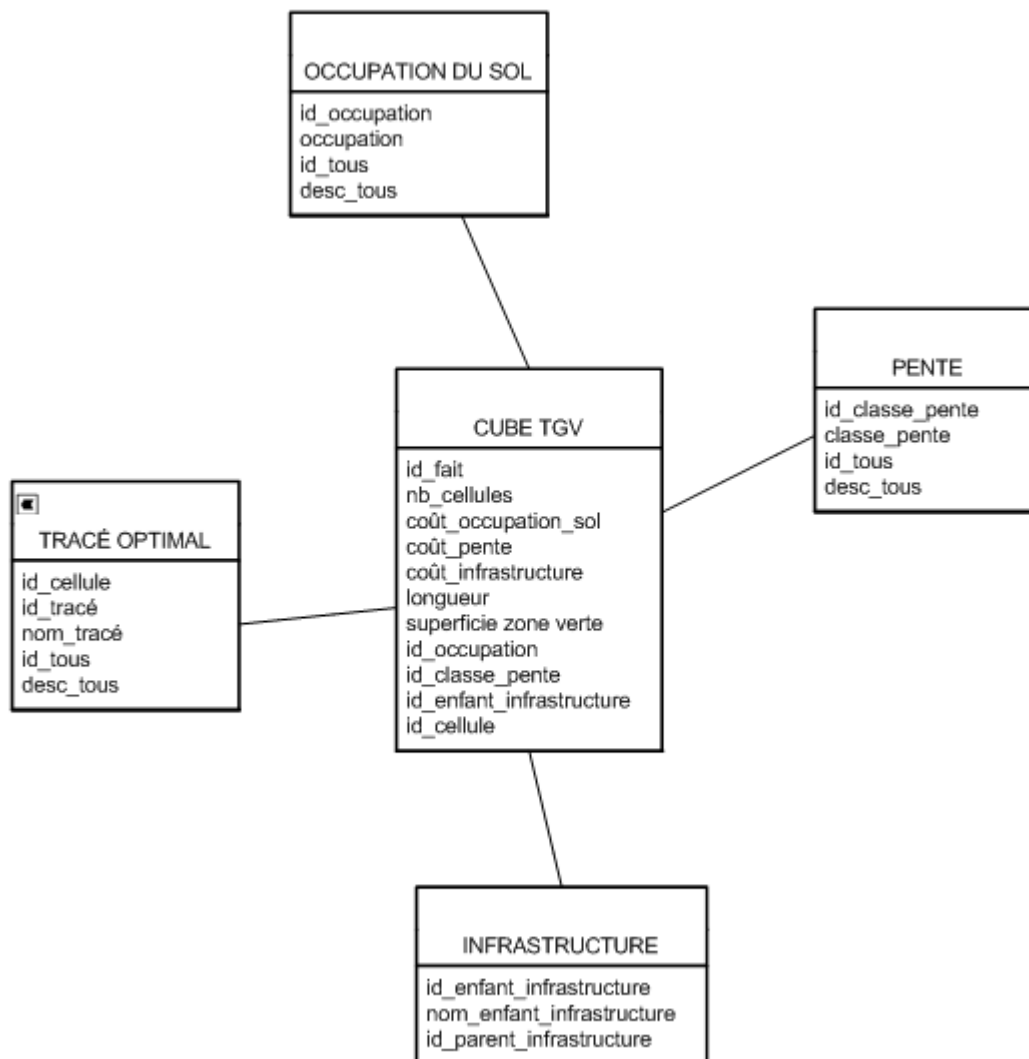 OCCUPATION DU SOL
id_occupation
occupation
id_tous
desc_tous
PENTE
id_classe_pente
classe_pente
id_tous
desc_tous
CUBE TGV
id_fait
nb_cellules
coût_occupation_sol
coût_pente
coût_infrastructure
longueur
superficie zone verte
id_occupation
id_classe_pente
id_enfant_infrastructure
id_cellule
TRACÉ OPTIMAL
id_cellule
id_tracé
nom_tracé
id_tous
desc_tous
INFRASTRUCTURE
id_enfant_infrastructure
nom_enfant_infrastructure
id_parent_infrastructure